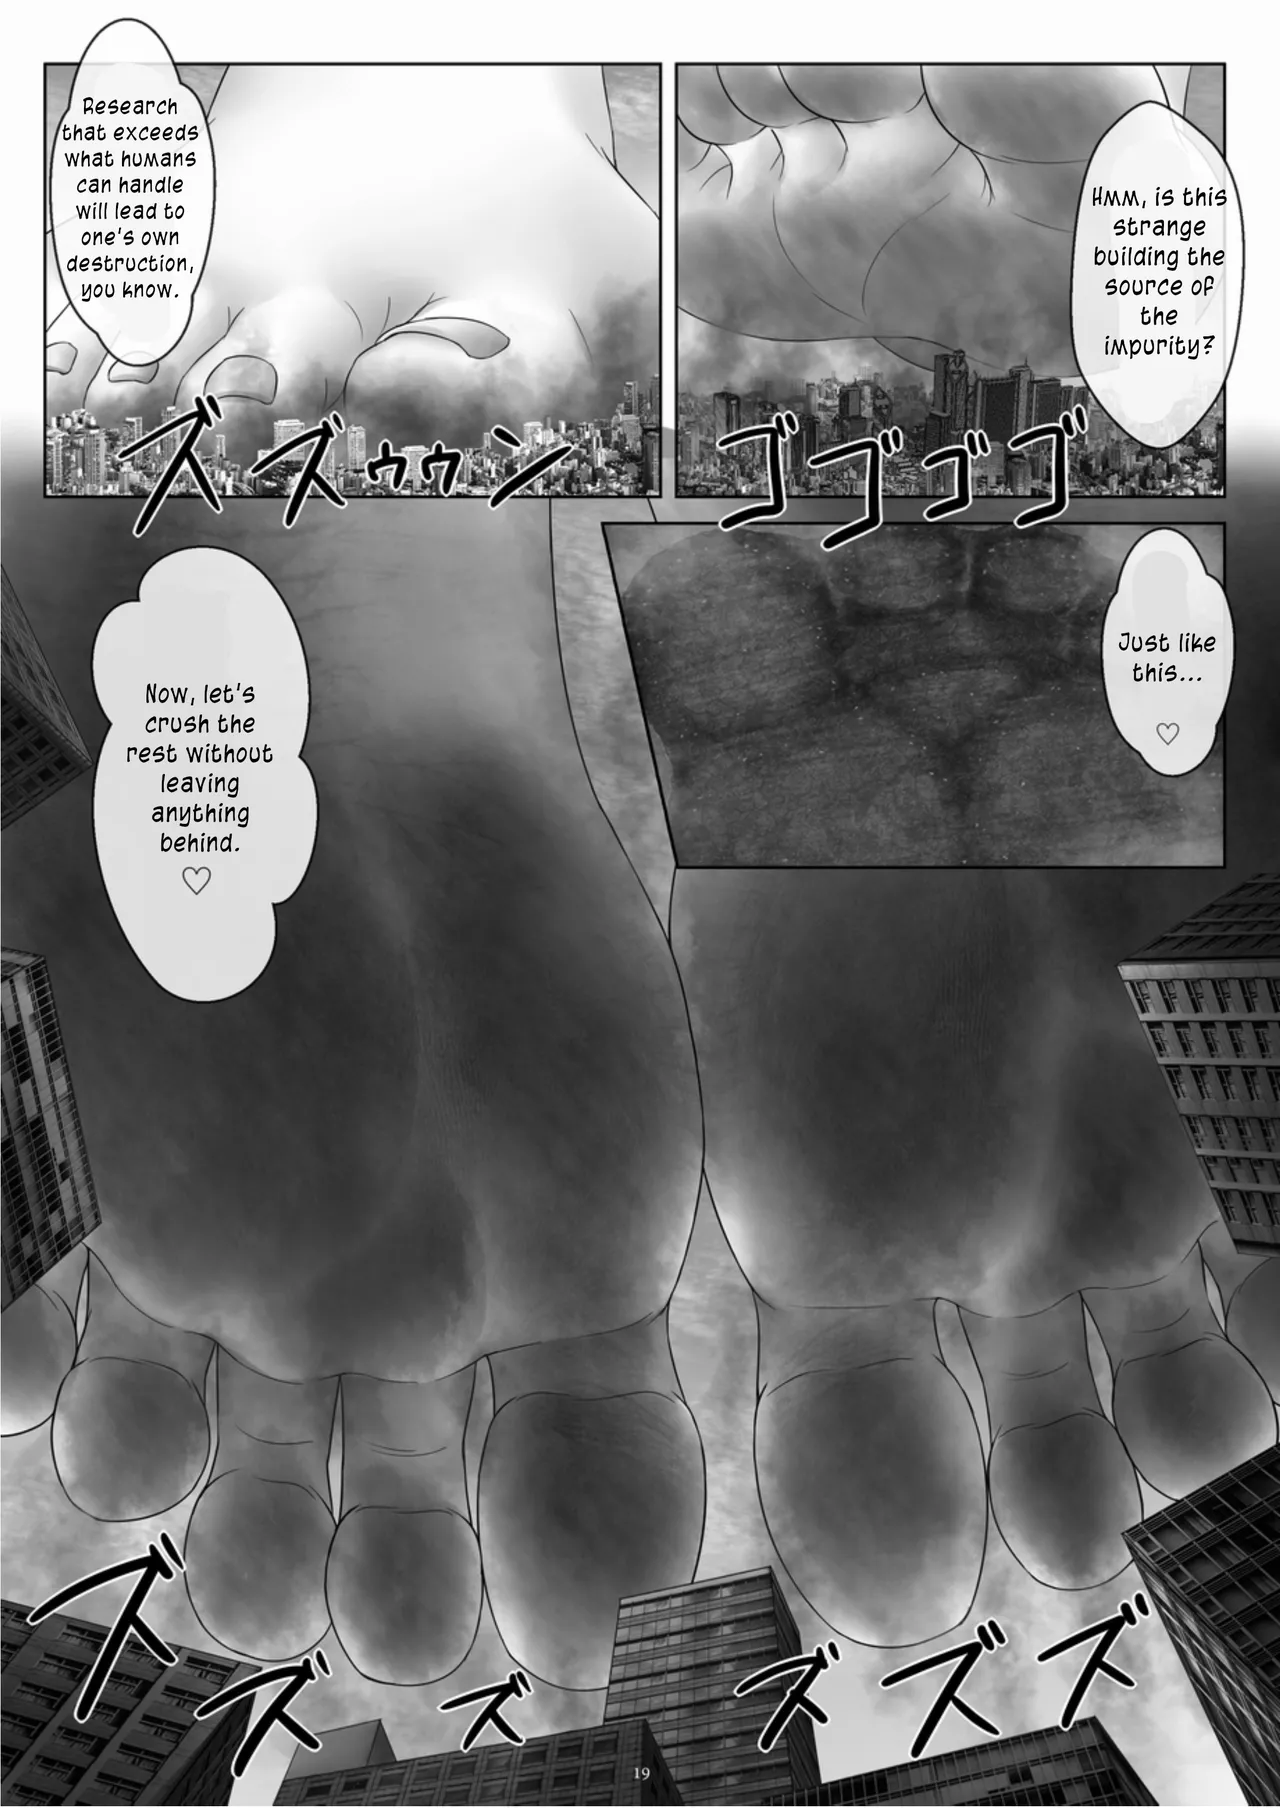 Hmm, is this
strange
building the
source of
the
impurity?
ゴゴゴゴ
Research
that exceeds
what humans
can handle
will lead to
one's own
destruction,
you know.
ズズゥゥン
Just like
this...
♡
Now, let's
crush the
rest without
leaving
anything
behind.
♡
ズズズ
ズズズ
19